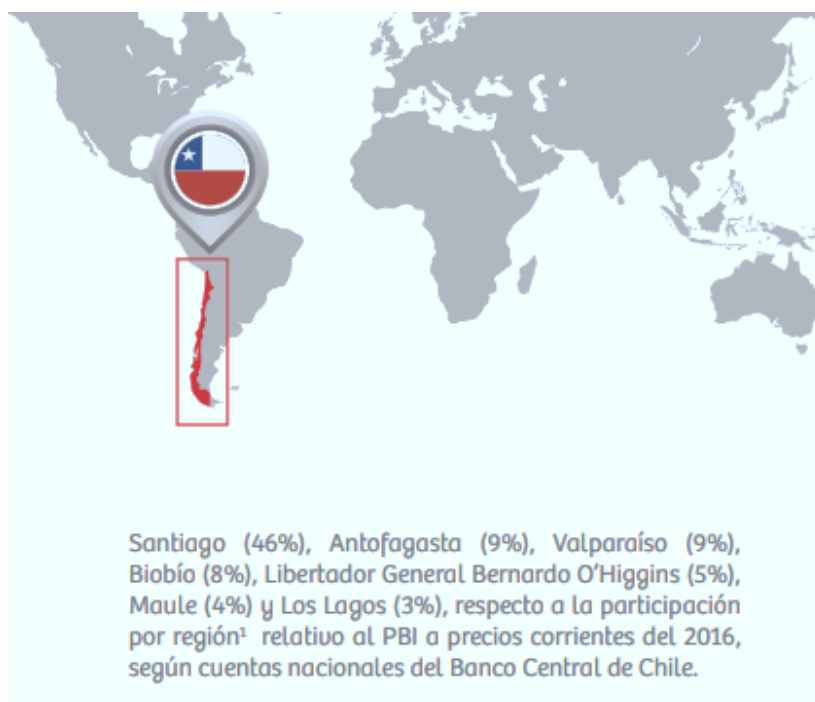 Santiago (46%), Antofagasta (9%), Valparaíso (9%),
Biobío (8%), Libertador General Bernardo O’Higgins (5%),
Maule (4%) y Los Lagos (3%), respecto a la participación
por región¹ relativo al PBI a precios corrientes del 2016,
según cuentas nacionales del Banco Central de Chile.